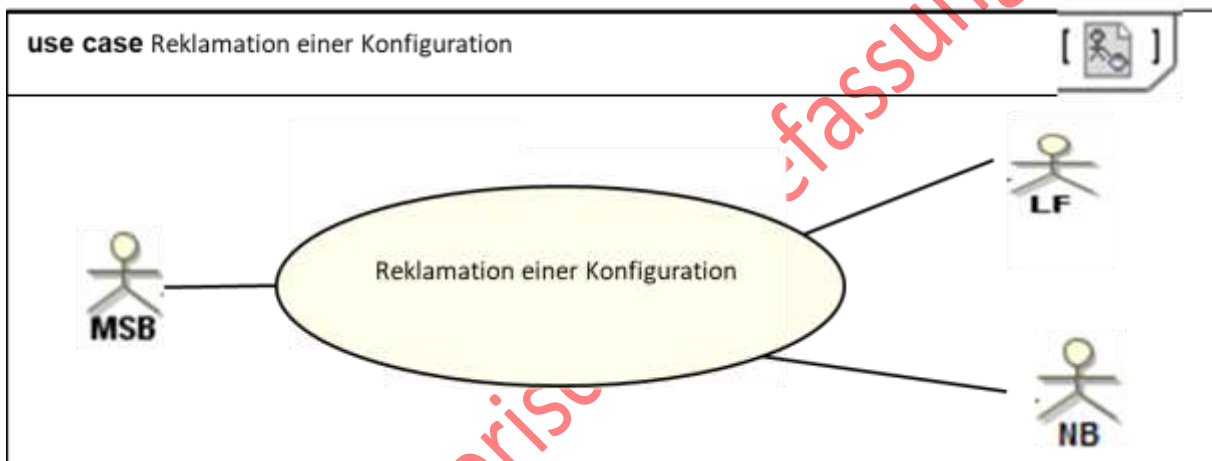 use case Reklamation einer Konfiguration
[ ]
LF
Reklamation einer Konfiguration
MSB
NB